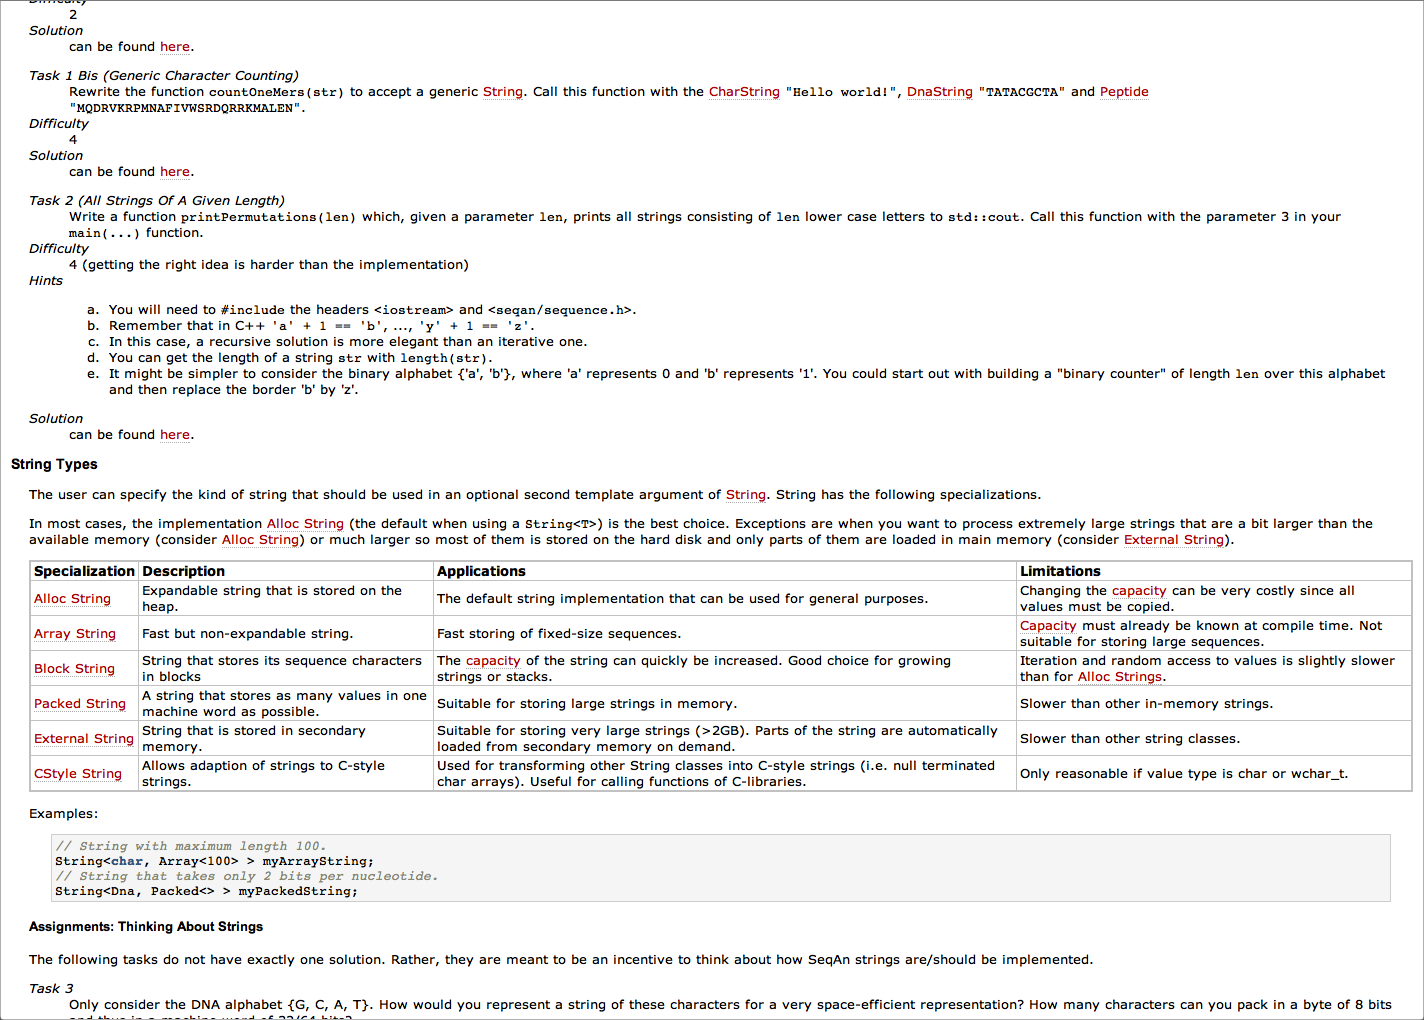 Difficulty
2
Solution
can be found here.
Task 1 Bis (Generic Character Counting)
Rewrite the function countOneMers(str) to accept a generic String. Call this function with the CharString "Hello world!", DnaString "TATACGCTA" and Peptide
"MQDRVKRPMNAFIVWSRDQRRKMALEN".
Difficulty
4
Solution
can be found here.
Task 2 (All Strings Of A Given Length)
Write a function printPermutations(len) which, given a parameter len, prints all strings consisting of len lower case letters to std::cout. Call this function with the parameter 3 in your
main(...) function.
Difficulty
4 (getting the right idea is harder than the implementation)
Hints
a. You will need to #include the headers <iostream> and <seqan/sequence.h>.
b. Remember that in C++ 'a' + 1 == 'b', ..., 'y' + 1 == 'z'.
c. In this case, a recursive solution is more elegant than an iterative one.
d. You can get the length of a string str with length(str).
e. It might be simpler to consider the binary alphabet {'a', 'b'}, where 'a' represents 0 and 'b' represents '1'. You could start out with building a "binary counter" of length len over this alphabet
and then replace the border 'b' by 'z'.
Solution
can be found here.
String Types
The user can specify the kind of string that should be used in an optional second template argument of String. String has the following specializations.
In most cases, the implementation Alloc String (the default when using a String<T>) is the best choice. Exceptions are when you want to process extremely large strings that are a bit larger than the
available memory (consider Alloc String) or much larger so most of them is stored on the hard disk and only parts of them are loaded in main memory (consider External String).
Specialization Description Applications Limitations
Alloc String
Expandable string that is stored on the
heap.
The default string implementation that can be used for general purposes.
Changing the capacity can be very costly since all
values must be copied.
Array String
Fast but non-expandable string.
Fast storing of fixed-size sequences.
Capacity must already be known at compile time. Not
suitable for storing large sequences.
Block String
String that stores its sequence characters
in blocks
The capacity of the string can quickly be increased. Good choice for growing
strings or stacks.
Iteration and random access to values is slightly slower
than for Alloc Strings.
Packed String
A string that stores as many values in one
machine word as possible.
Suitable for storing large strings in memory.
Slower than other in-memory strings.
External String
String that is stored in secondary
memory.
Suitable for storing very large strings (>2GB). Parts of the string are automatically
loaded from secondary memory on demand.
Slower than other string classes.
CStyle String
Allows adaption of strings to C-style
strings.
Used for transforming other String classes into C-style strings (i.e. null terminated
char arrays). Useful for calling functions of C-libraries.
Only reasonable if value type is char or wchar_t.
Examples:
// String with maximum length 100.
String<char, Array<100> > myArrayString;
// String that takes only 2 bits per nucleotide.
String<Dna, Packed<> > myPackedString;
Assignments: Thinking About Strings
The following tasks do not have exactly one solution. Rather, they are meant to be an incentive to think about how SeqAn strings are/should be implemented.
Task 3
Only consider the DNA alphabet {G, C, A, T}. How would you represent a string of these characters for a very space-efficient representation? How many characters can you pack in a byte of 8 bits
and thus in a machine word of 32/64 bits?